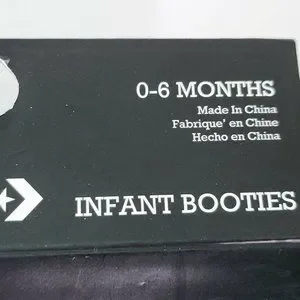 0-6 MONTHS
Made In China
Fabrique' en Chine
Hecho en China
INFANT BOOTIES